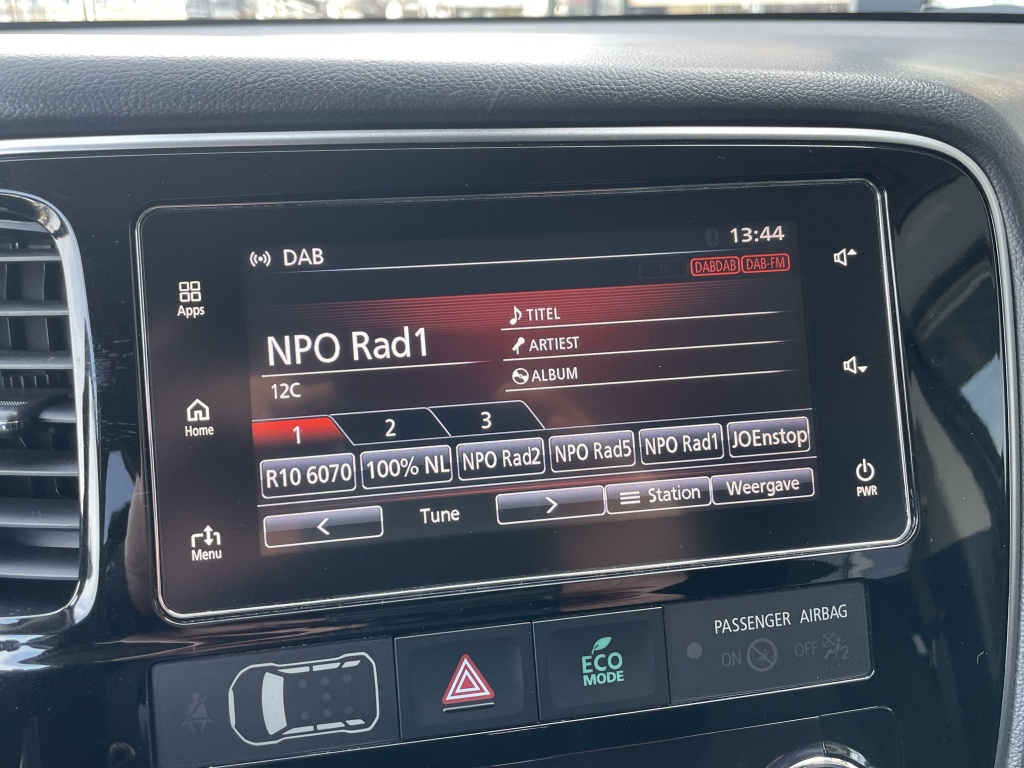 DAB
13:44
TP DABDAB DAB-FM
Apps
NPO Rad1
12C
TITEL
ARTIEST
ALBUM
Home
1 2 3
R10 6070 100% NL NPO Rad2 NPO Rad5 NPO Rad1 JOEnstop
< Tune > Station Weergave
Menu
PWR
ECO
MODE
PASSENGER AIRBAG
ON OFF 2